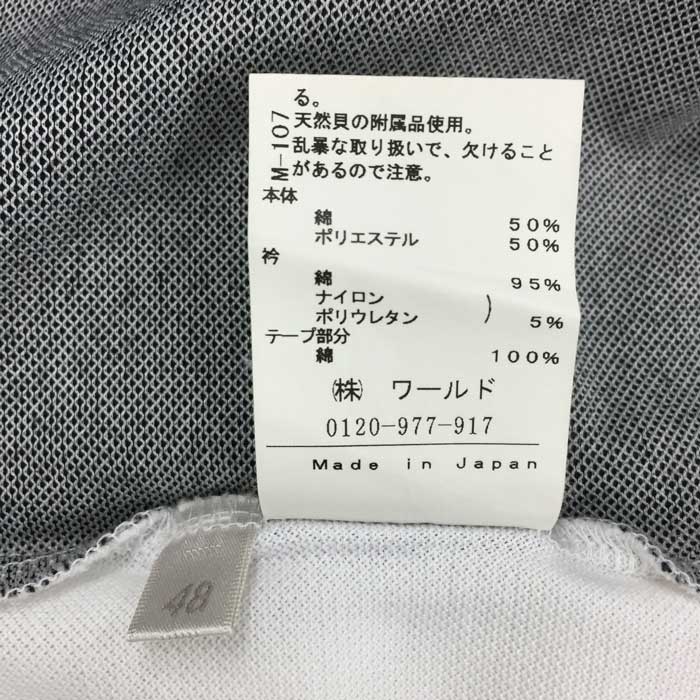 る。
M-107
天然貝の附属品使用。
乱暴な取り扱いで、欠けること
があるので注意。
本体
綿 50%
ポリエステル 50%
衿
綿 95%
ナイロン )
ポリウレタン 5%
テープ部分
綿 100%
㈱ ワールド
0120-977-917
Made in Japan
48